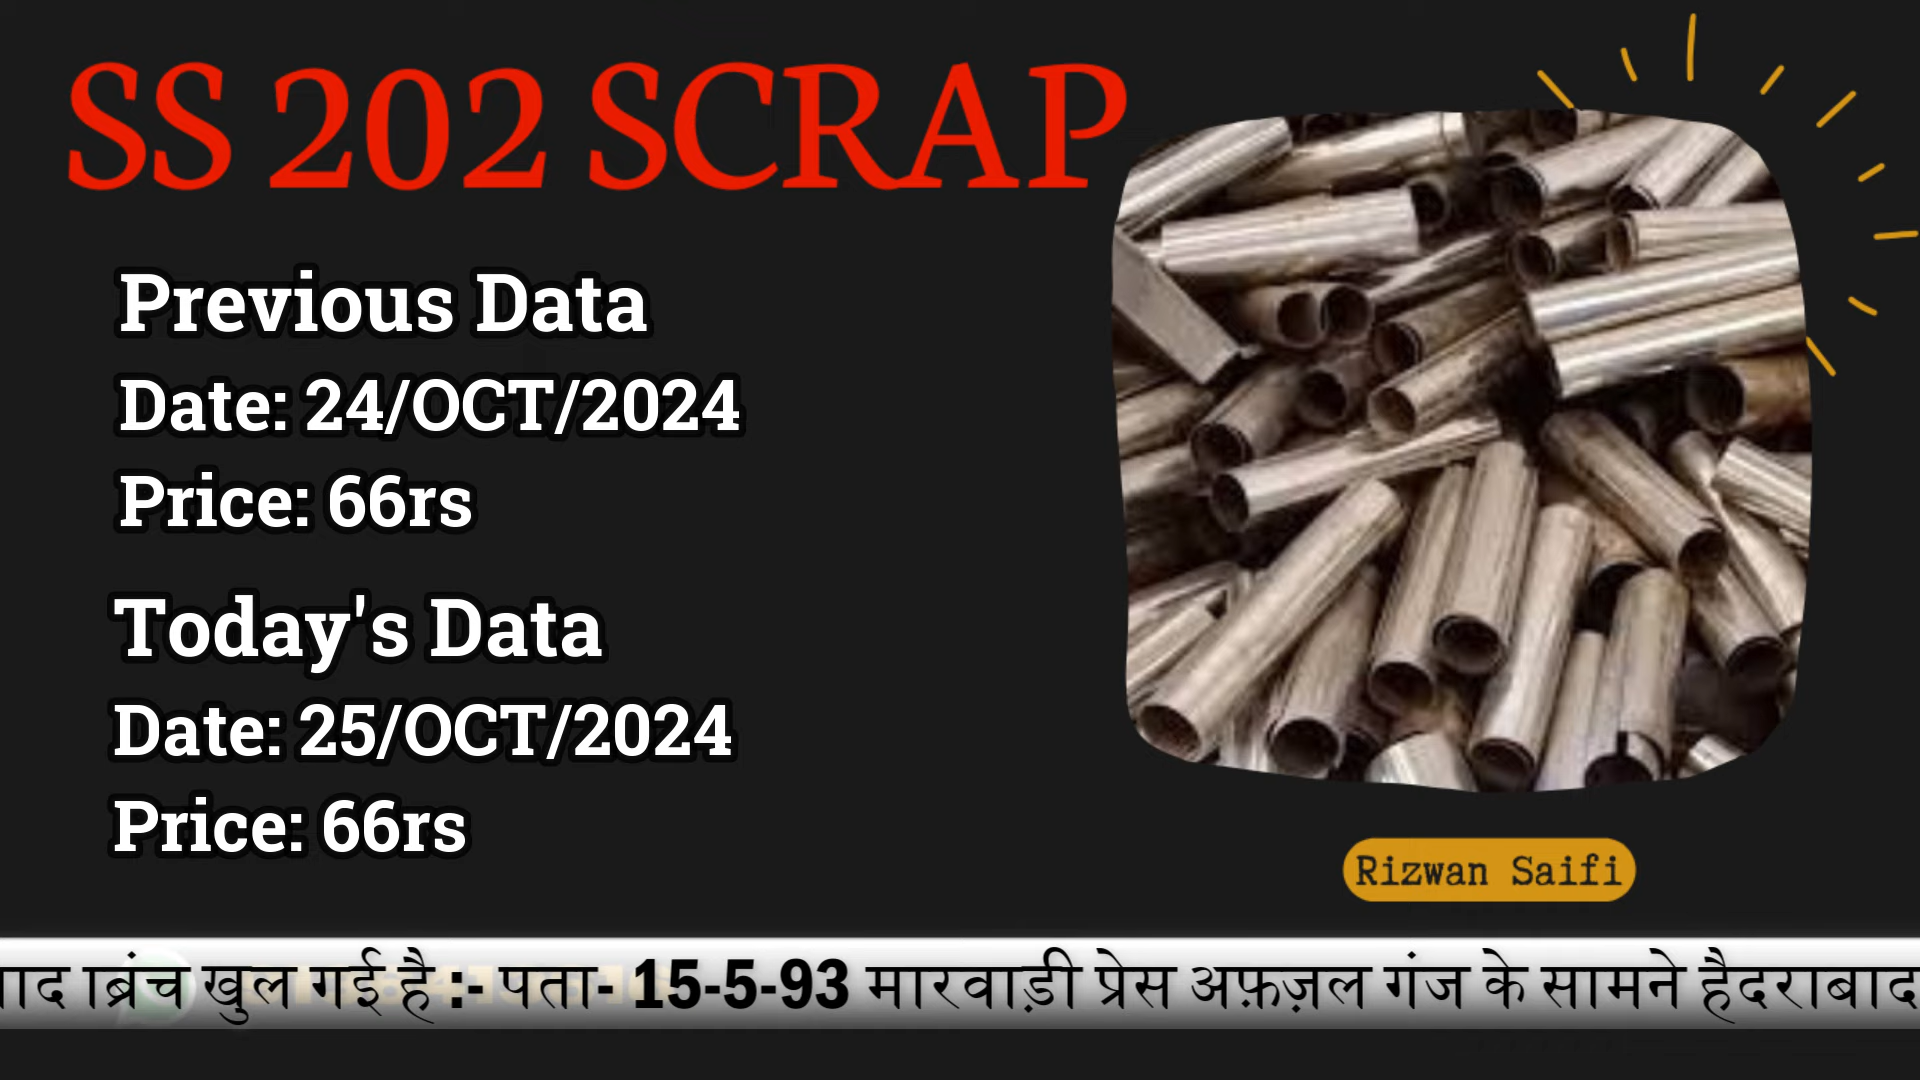 SS 202 SCRAP
Previous Data
Date: 24/OCT/2024
Price: 66rs
Today's Data
Date: 25/OCT/2024
Price: 66rs
Rizwan Saifi
ब्रिंच खुल गई है :- पता- 15-5-93 मारवाड़ी प्रेस अफ़ज़ल गंज के सामने हैदराबाद